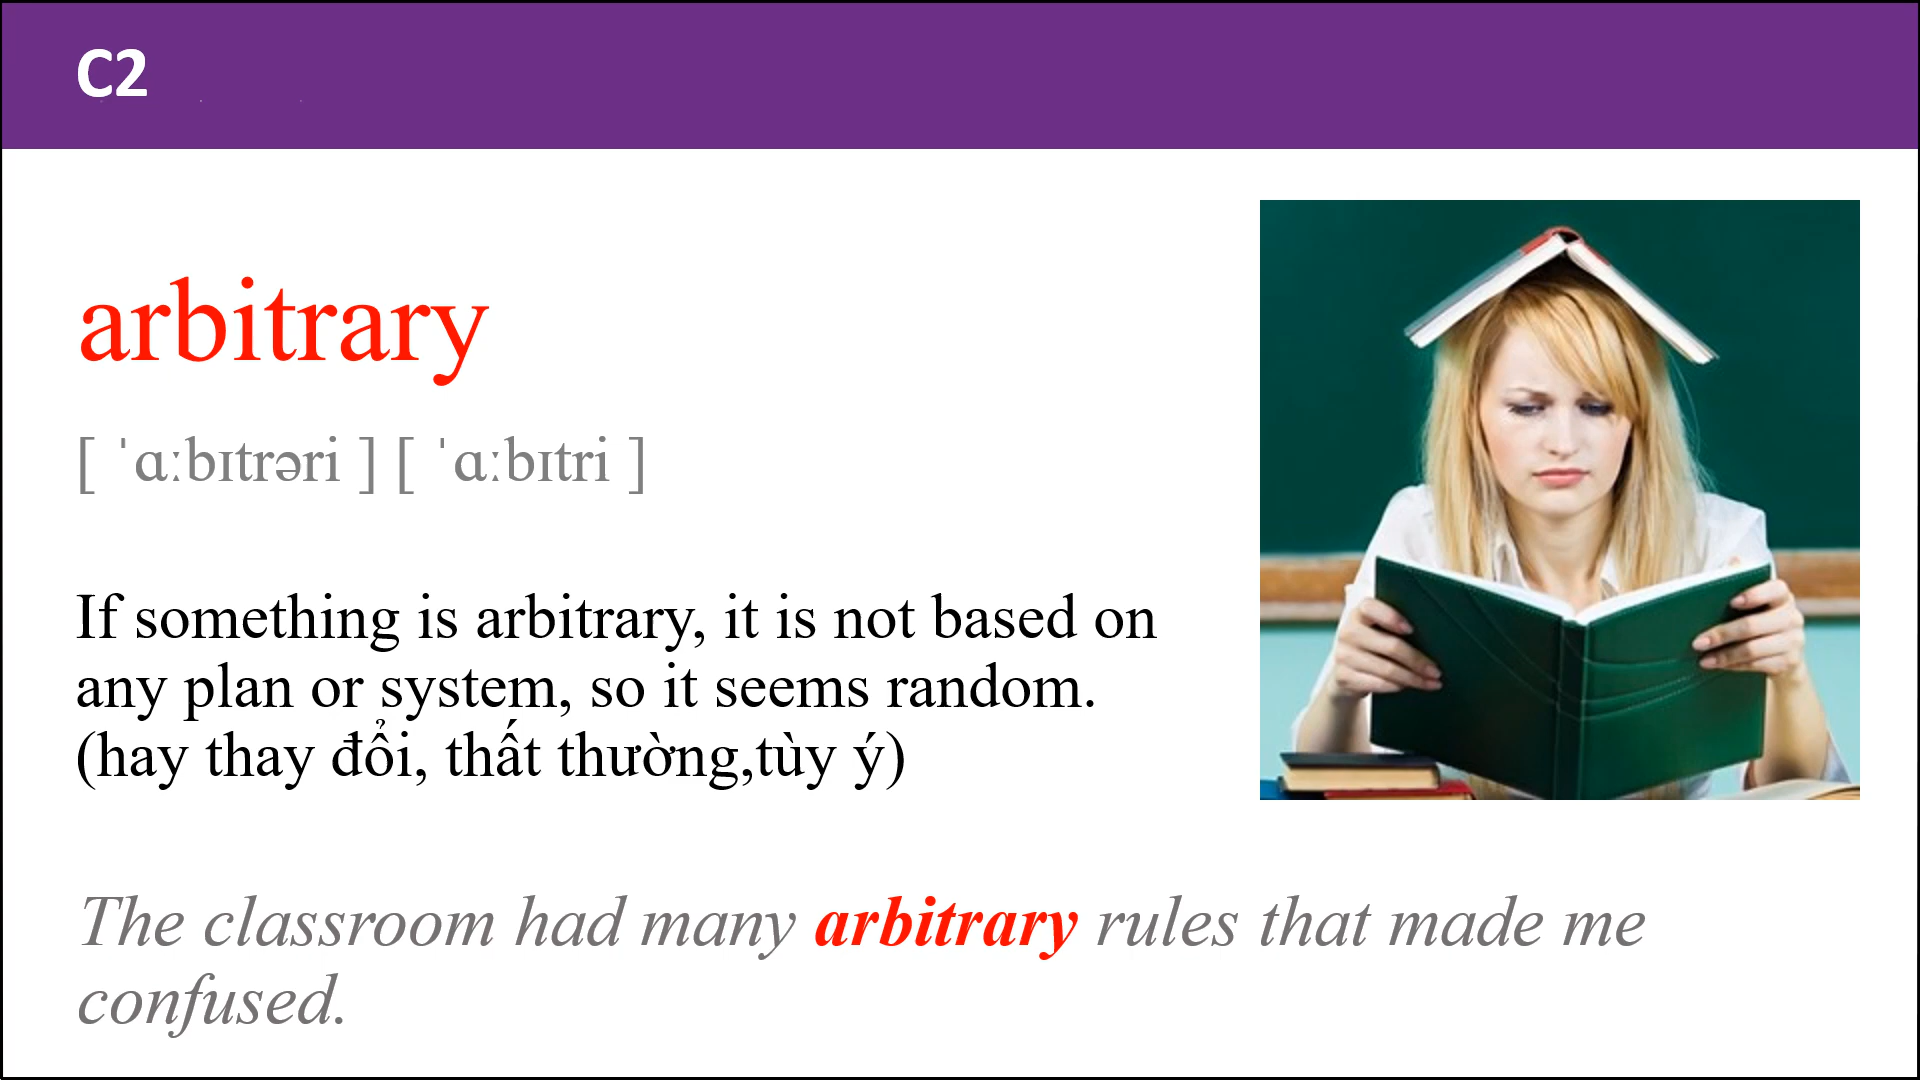 C2
arbitrary
[ ˈɑːbɪtrəri ] [ ˈɑːbɪtri ]
If something is arbitrary, it is not based on
any plan or system, so it seems random.
(hay thay đổi, thất thường,tùy ý)
The classroom had many arbitrary rules that made me
confused.